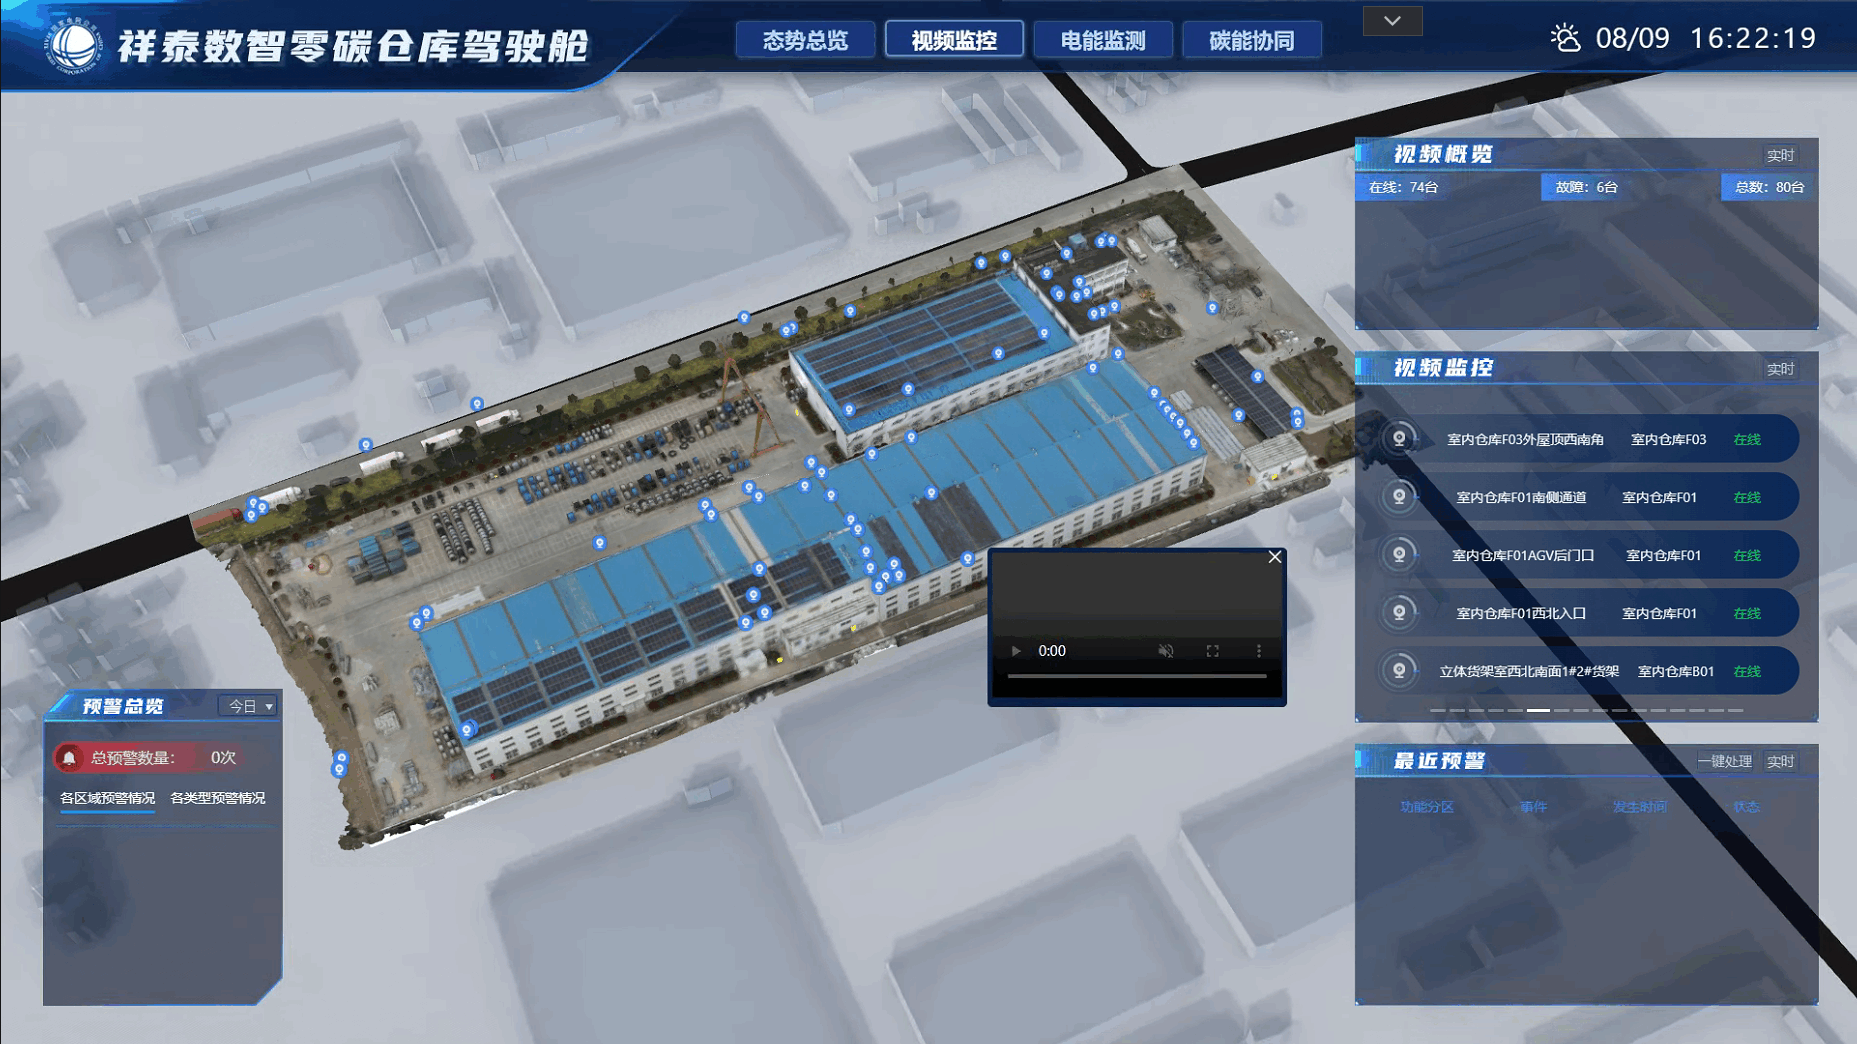 祥泰数智零碳仓库驾驶舱
态势总览
视频监控
电能监测
碳能协同
08/09 16:22:19
视频概览
实时
在线：74台
故障：6台
总数：80台
视频监控
实时
室内仓库F03外屋顶西南角 室内仓库F03 在线
室内仓库F01南侧通道 室内仓库F01 在线
室内仓库F01AGV后门口 室内仓库F01 在线
室内仓库F01西北入口 室内仓库F01 在线
立体货架室西北南面1#2#货架 室内仓库B01 在线
0:00
预警总览
今日
总预警数量： 0次
各区域预警情况 各类型预警情况
最近预警
一键处理 实时
功能分区 事件 发生时间 状态